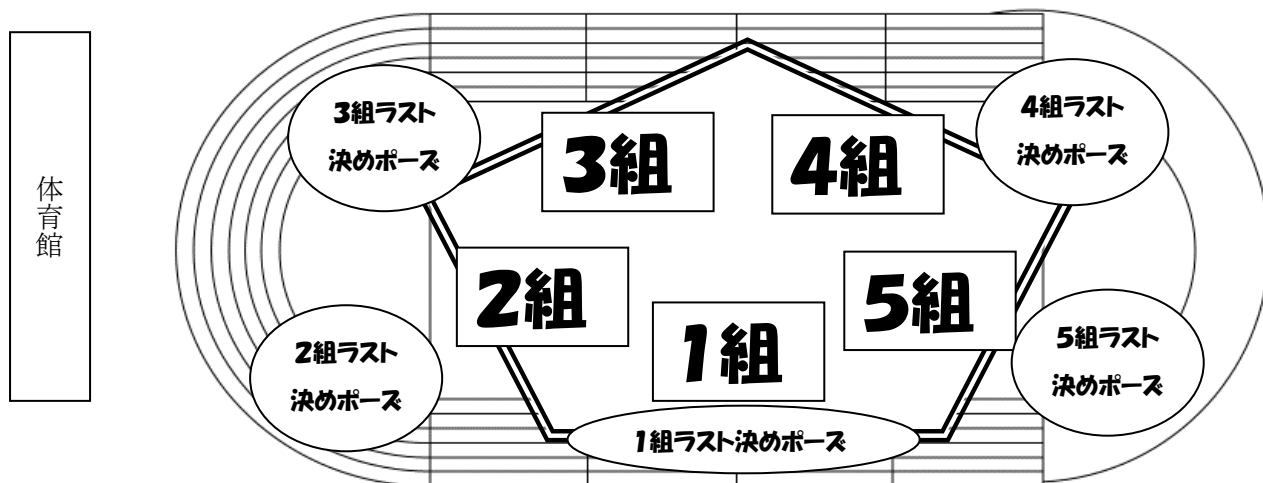 体育館
3組ラスト
決めポーズ
4組ラスト
決めポーズ
3組
4組
2組
5組
1組
2組ラスト
決めポーズ
5組ラスト
決めポーズ
1組ラスト決めポーズ